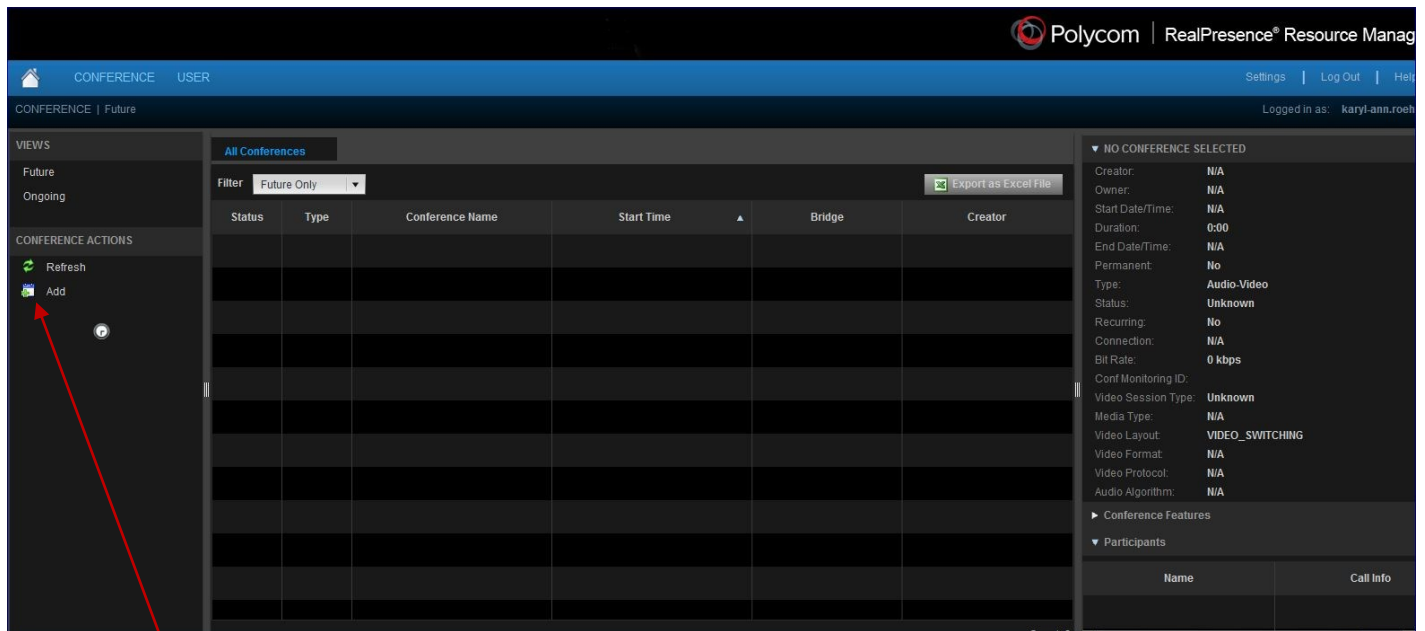 Polycom | RealPresence® Resource Manag
CONFERENCE USER
Settings | Log Out | Help
CONFERENCE | Future
Logged in as: karyl-ann.roeh
VIEWS
Future
Ongoing
CONFERENCE ACTIONS
Refresh
Add
All Conferences
Filter Future Only
Export as Excel File
Status Type Conference Name Start Time Bridge Creator
NO CONFERENCE SELECTED
Creator: N/A
Owner: N/A
Start Date/Time: N/A
Duration: 0:00
End Date/Time: N/A
Permanent: No
Type: Audio-Video
Status: Unknown
Recurring: No
Connection: N/A
Bit Rate: 0 kbps
Conf Monitoring ID:
Video Session Type: Unknown
Media Type: N/A
Video Layout: VIDEO_SWITCHING
Video Format: N/A
Video Protocol: N/A
Audio Algorithm: N/A
Conference Features
Participants
Name Call Info